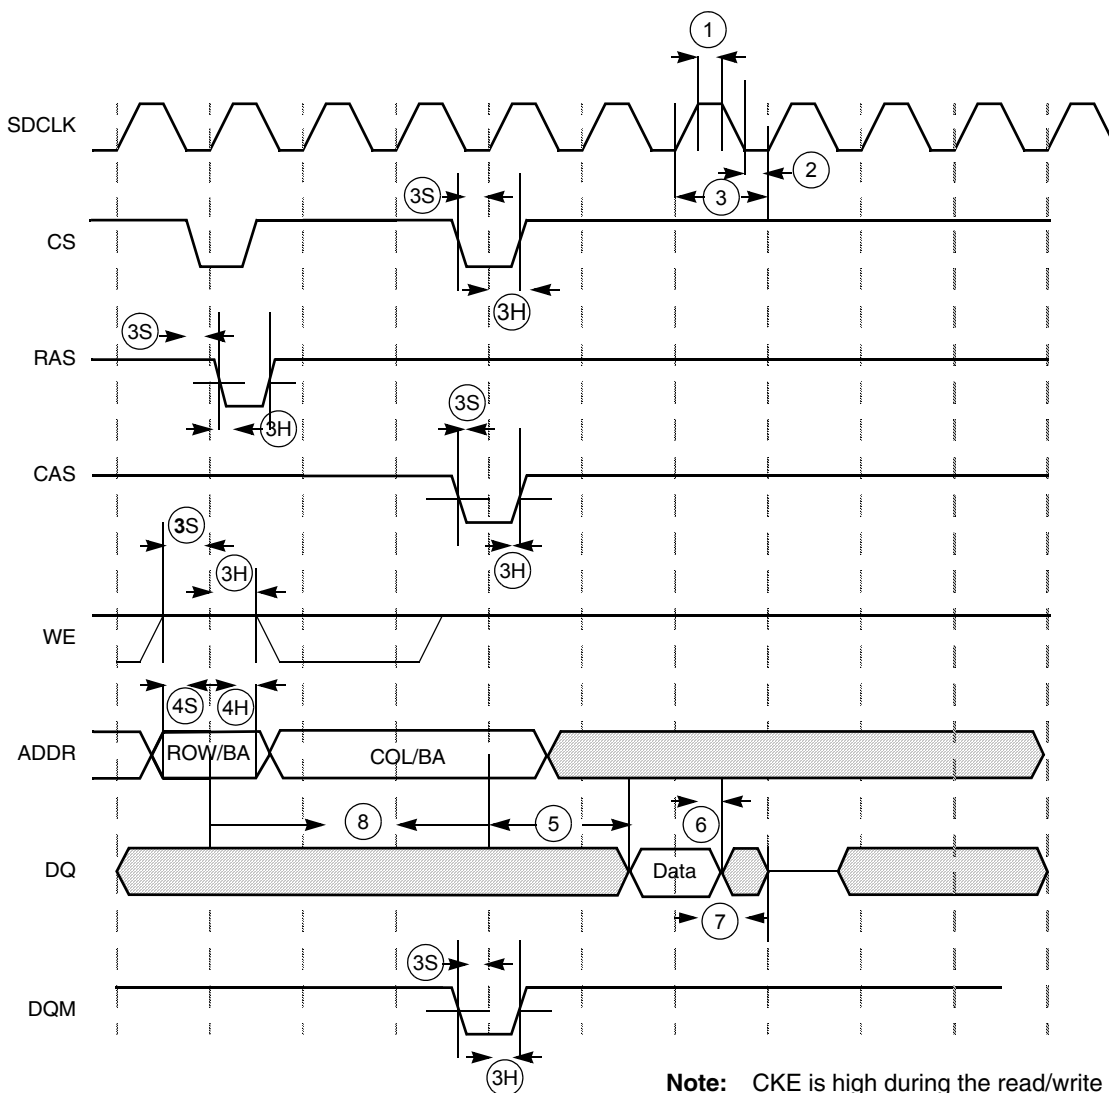 1
SDCLK
2
3S
3
CS
3H
3S
RAS
3S
3H
CAS
3S
3H
3H
WE
4S
4H
ADDR
ROW/BA
COL/BA
8
5
6
DQ
Data
7
3S
DQM
3H
Note: CKE is high during the read/write